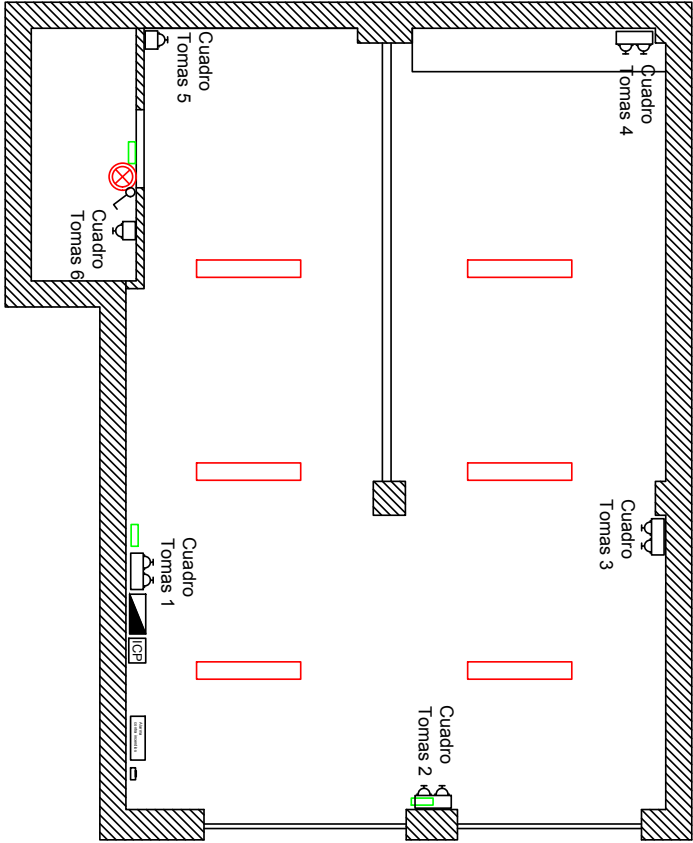 Cuadro
Tomas 5
Cuadro
Tomas 4
Cuadro
Tomas 6
Cuadro
Tomas 3
Cuadro
Tomas 1
ICP
Cuadro
Tomas 2